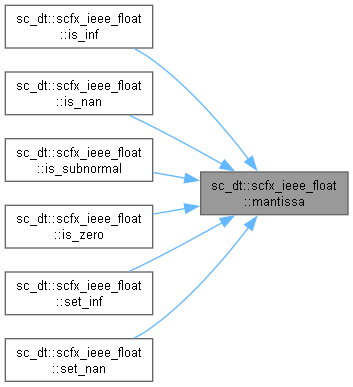 sc_dt::scfx_ieee_float
::is_inf
sc_dt::scfx_ieee_float
::is_nan
sc_dt::scfx_ieee_float
::is_subnormal
sc_dt::scfx_ieee_float
::is_zero
sc_dt::scfx_ieee_float
::set_inf
sc_dt::scfx_ieee_float
::set_nan
sc_dt::scfx_ieee_float
::mantissa